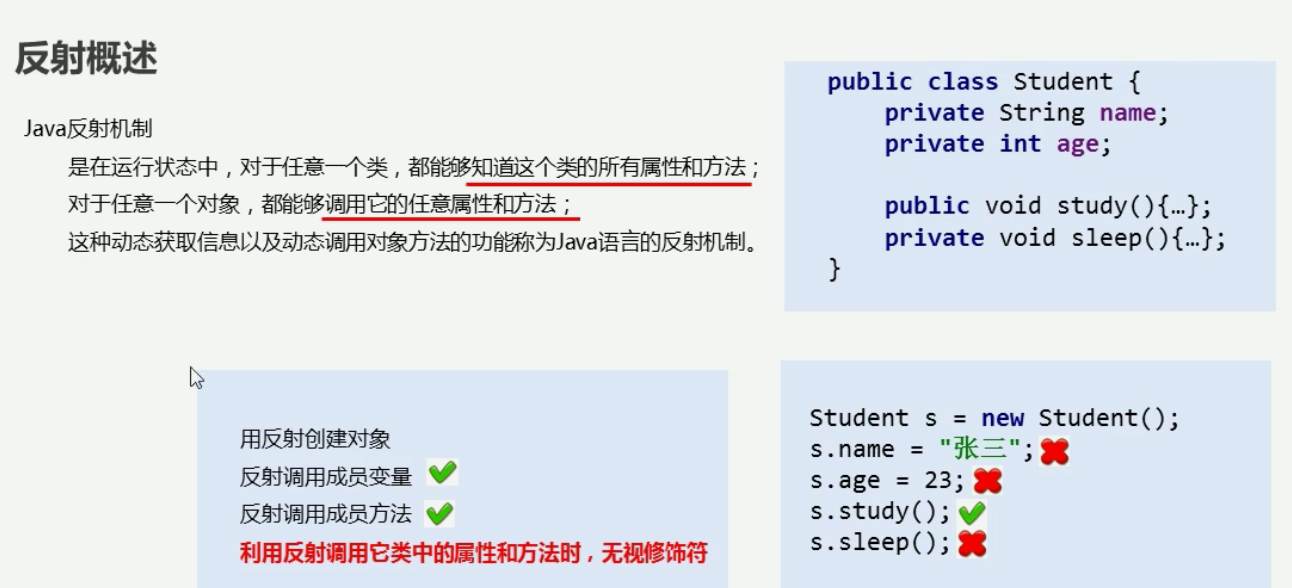 反射概述
Java反射机制
是在运行状态中，对于任意一个类，都能够知道这个类的所有属性和方法；
对于任意一个对象，都能够调用它的任意属性和方法；
这种动态获取信息以及动态调用对象方法的功能称为Java语言的反射机制。
public class Student {
    private String name;
    private int age;
    public void study(){…};
    private void sleep(){…};
}
用反射创建对象
反射调用成员变量
反射调用成员方法
利用反射调用它类中的属性和方法时，无视修饰符
Student s = new Student();
s.name = "张三";
s.age = 23;
s.study();
s.sleep();